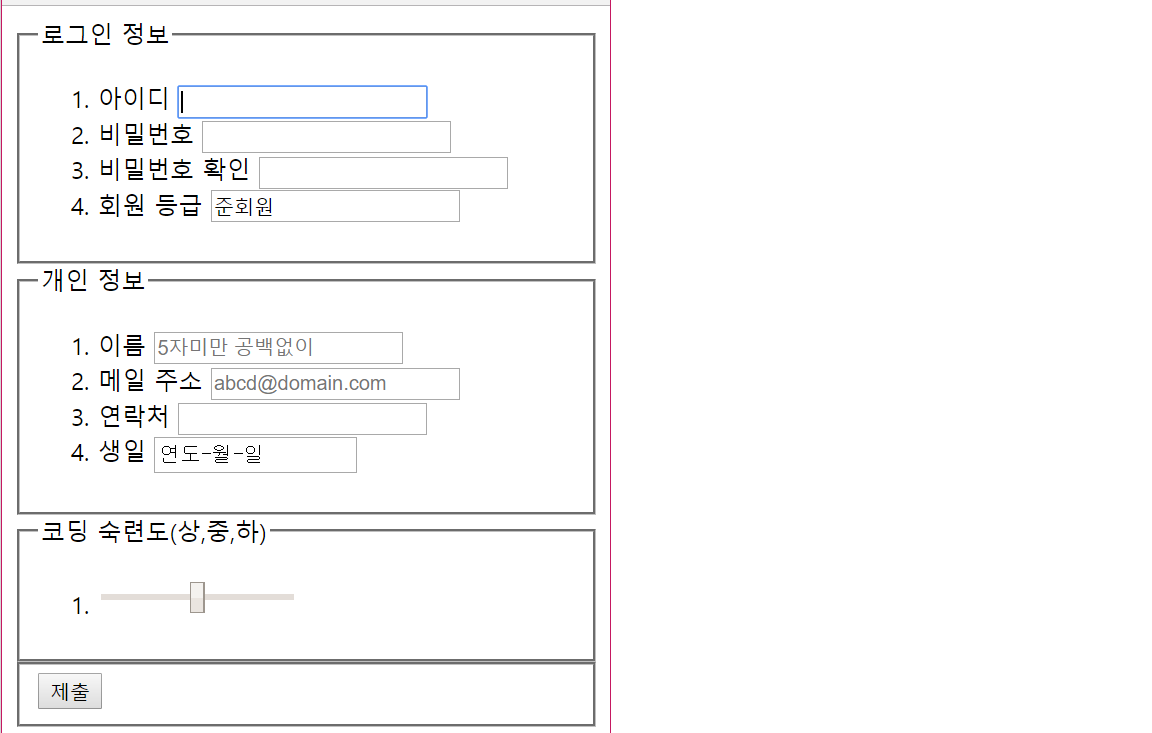 로그인 정보
1. 아이디
2. 비밀번호
3. 비밀번호 확인
4. 회원 등급 준회원
개인 정보
1. 이름 5자미만 공백없이
2. 메일 주소 abcd@domain.com
3. 연락처
4. 생일 연도-월-일
코딩 숙련도(상,중,하)
1.
제출